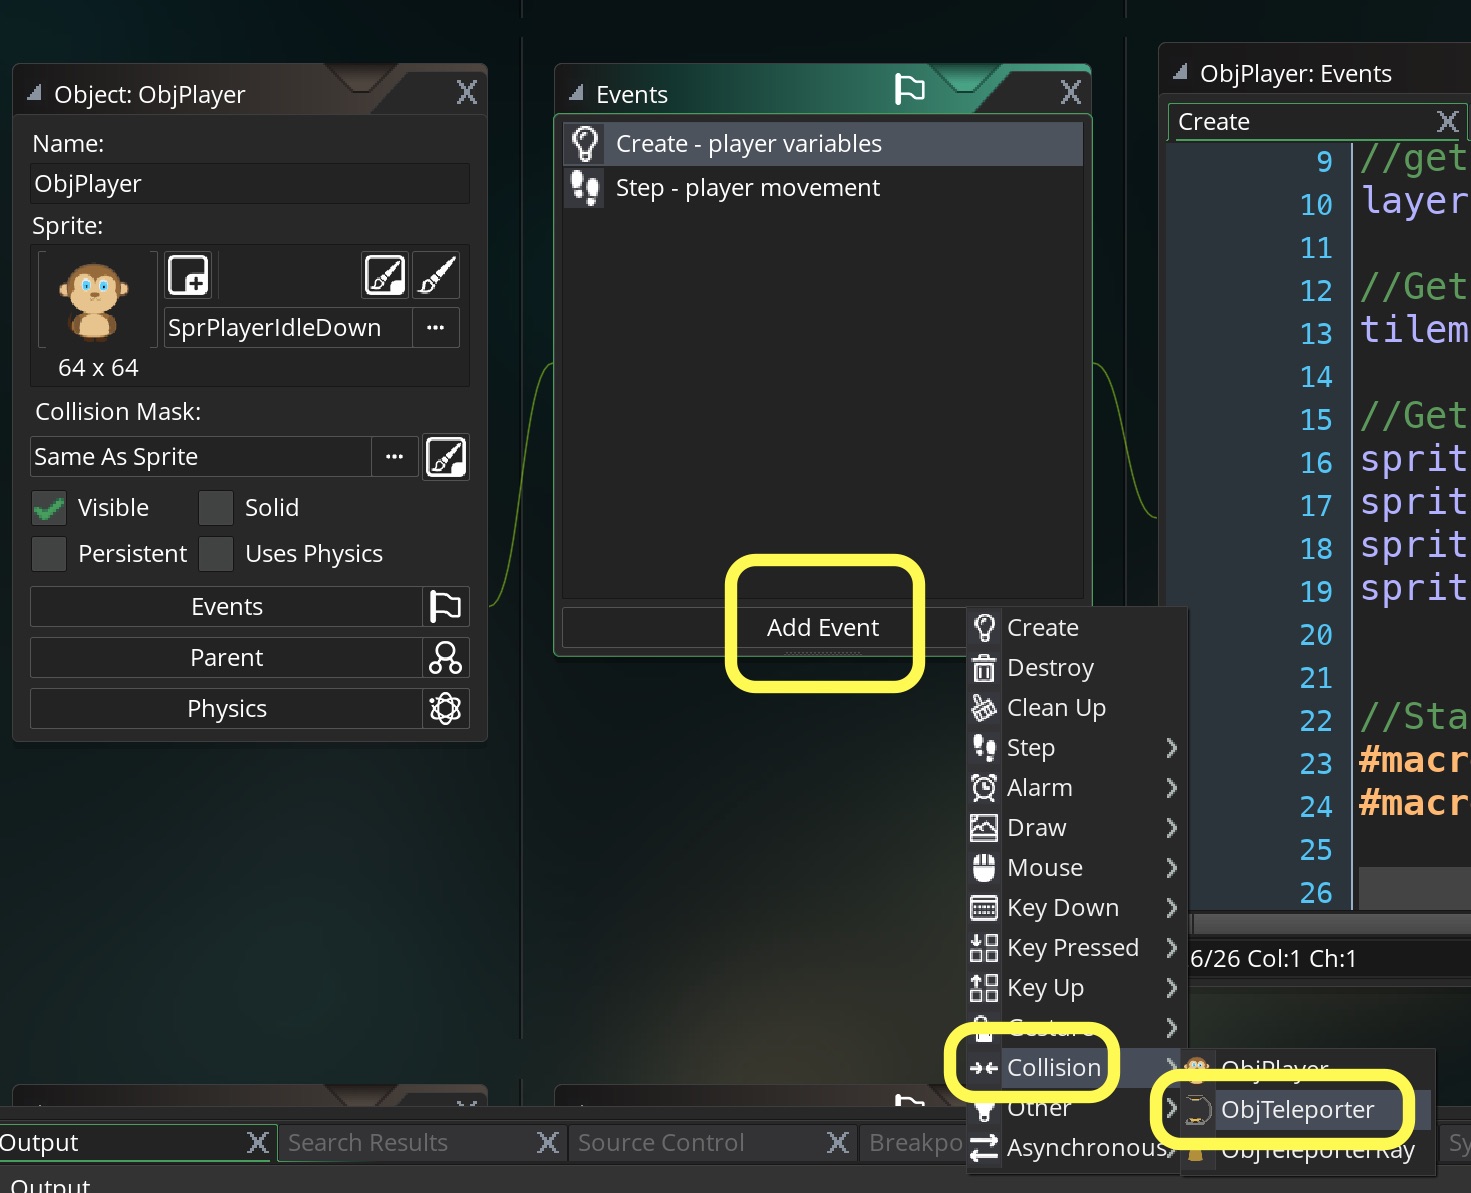 Object: ObjPlayer
Name:
ObjPlayer
Sprite:
SprPlayerIdleDown
64 x 64
Collision Mask:
Same As Sprite
Visible
Solid
Persistent
Uses Physics
Events
Parent
Physics
Events
Create - player variables
Step - player movement
Add Event
Create
Destroy
Clean Up
Step
Alarm
Draw
Mouse
Key Down
Key Pressed
Key Up
Gesture
Collision
Other
Asynchronous
ObjPlayer
ObjTeleporter
ObjTeleporterRay
ObjPlayer: Events
Create
9 //get
10 layer
11
12 //Get
13 tilem
14
15 //Get
16 sprit
17 sprit
18 sprit
19 sprit
20
21
22 //Sta
23 #macr
24 #macr
25
26
6/26 Col:1 Ch:1
Output
Search Results
Source Control
Breakpo
Sy
Output